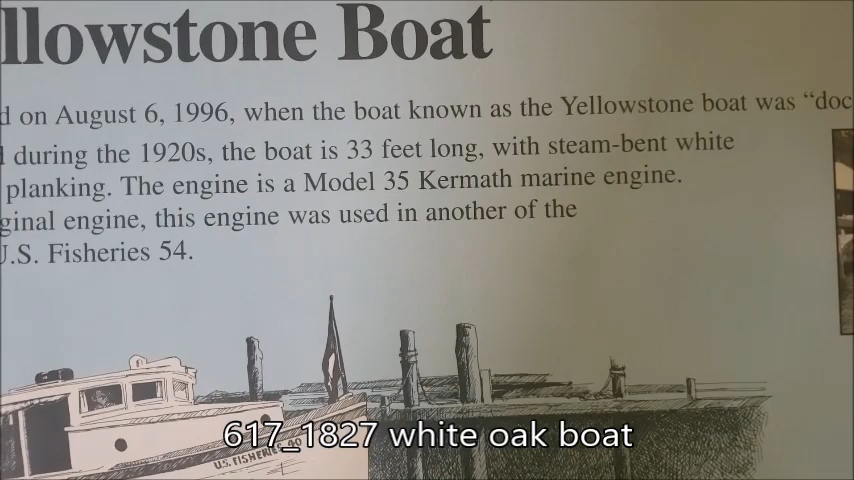 llowstone Boat
d on August 6, 1996, when the boat known as the Yellowstone boat was “doc
during the 1920s, the boat is 33 feet long, with steam-bent white
planking. The engine is a Model 35 Kermath marine engine.
ginal engine, this engine was used in another of the
U.S. Fisheries 54.
U.S. FISHERIES 40
617_1827 white oak boat